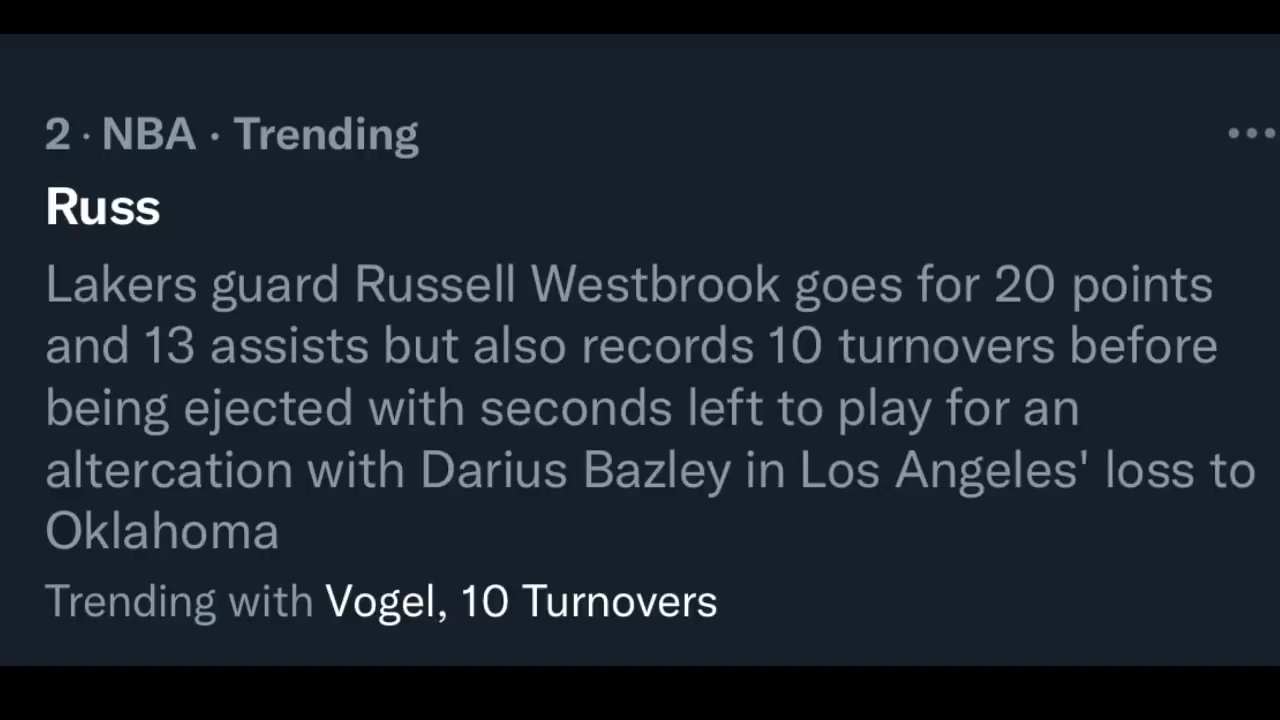 2 · NBA · Trending
Russ
Lakers guard Russell Westbrook goes for 20 points
and 13 assists but also records 10 turnovers before
being ejected with seconds left to play for an
altercation with Darius Bazley in Los Angeles' loss to
Oklahoma
Trending with Vogel, 10 Turnovers